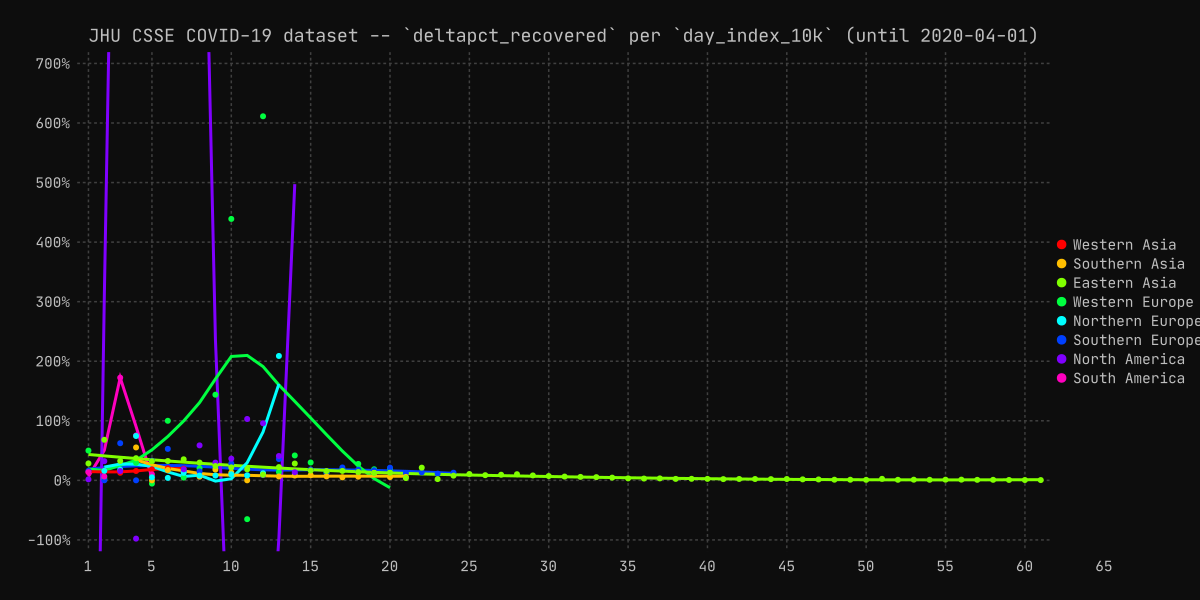 JHU CSSE COVID-19 dataset -- `deltapct_recovered` per `day_index_10k` (until 2020-04-01)
700%
600%
500%
400%
300%
200%
100%
0%
-100%
1 5 10 15 20 25 30 35 40 45 50 55 60 65
Western Asia
Southern Asia
Eastern Asia
Western Europe
Northern Europe
Southern Europe
North America
South America